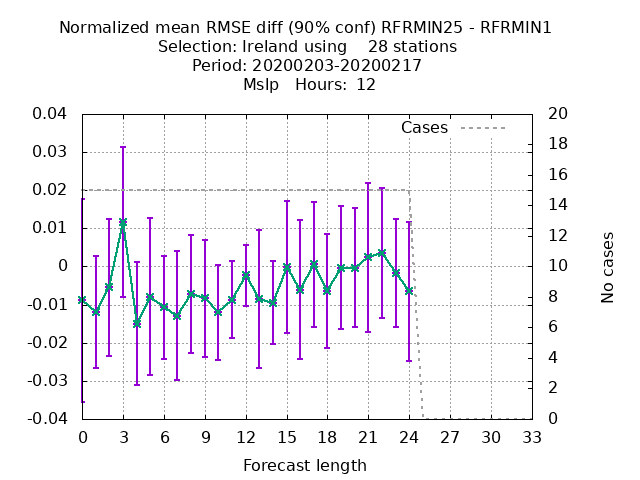 Normalized mean RMSE diff (90% conf) RFRMIN25 - RFRMIN1
Selection: Ireland using    28 stations
Period: 20200203-20200217
Mslp   Hours:  12
Cases
0.04
0.03
0.02
0.01
0
-0.01
-0.02
-0.03
-0.04
20
18
16
14
12
10
8
6
4
2
0
No cases
0 3 6 9 12 15 18 21 24 27 30 33
Forecast length